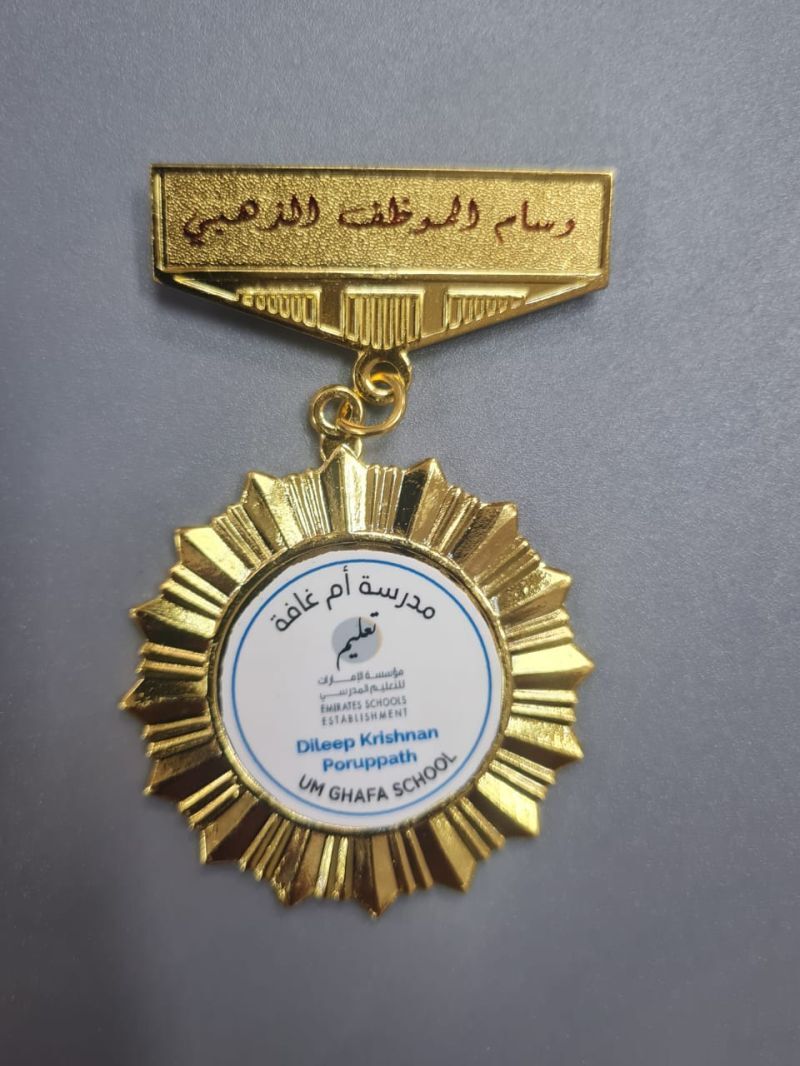 وسام الموظف الذهبي
مدرسة أم غافة
تعليم
مؤسسة الإمارات
للتعليم المدرسي
EMIRATES SCHOOLS
ESTABLISHMENT
Dileep Krishnan
Poruppath
UM GHAFA SCHOOL